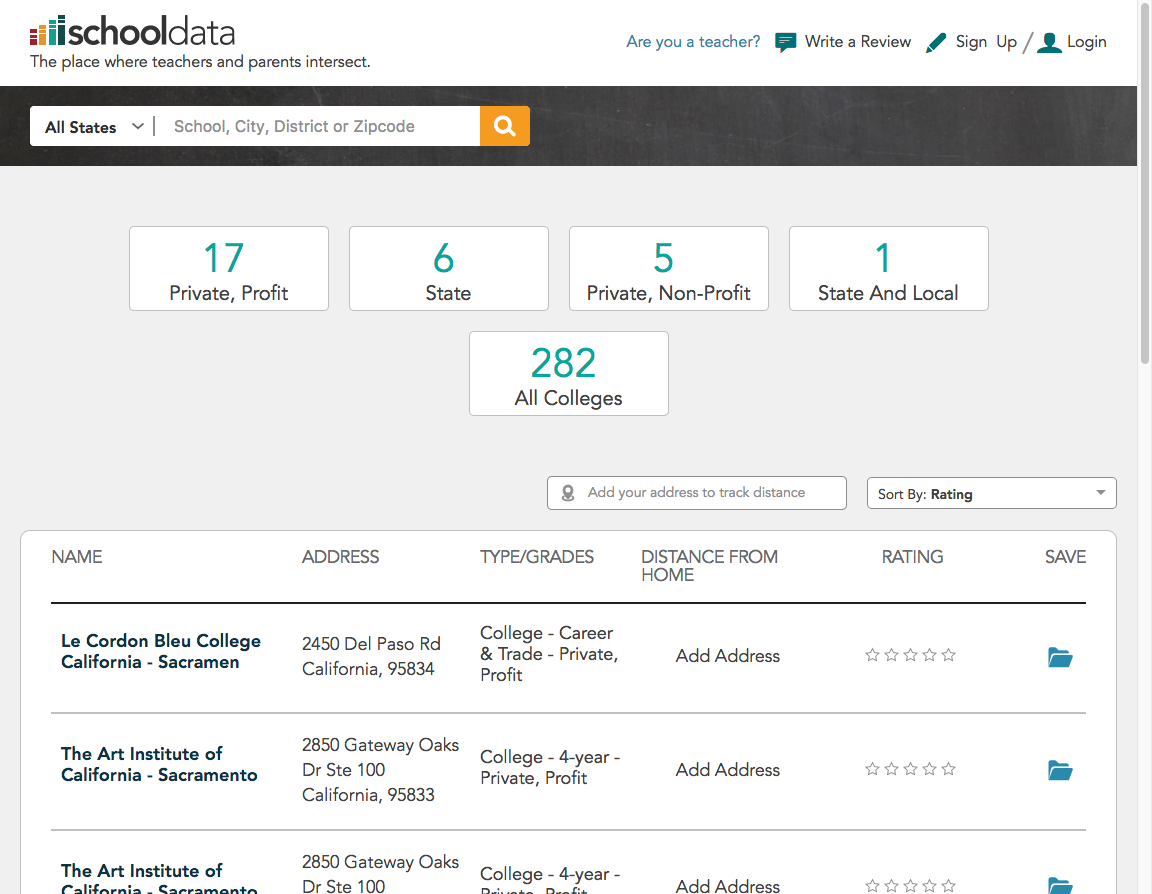 schooldata
The place where teachers and parents intersect.
Are you a teacher?
Write a Review
Sign Up / Login
All States
School, City, District or Zipcode
17
Private, Profit
6
State
5
Private, Non-Profit
1
State And Local
282
All Colleges
Add your address to track distance
Sort By: Rating
NAME
ADDRESS
TYPE/GRADES
DISTANCE FROM
HOME
RATING
SAVE
Le Cordon Bleu College
California - Sacramen
2450 Del Paso Rd
California, 95834
College - Career
& Trade - Private,
Profit
Add Address
The Art Institute of
California - Sacramento
2850 Gateway Oaks
Dr Ste 100
California, 95833
College - 4-year -
Private, Profit
Add Address
The Art Institute of
California - Sacramento
2850 Gateway Oaks
Dr Ste 100
College - 4-year -
Private, Profit
Add Address